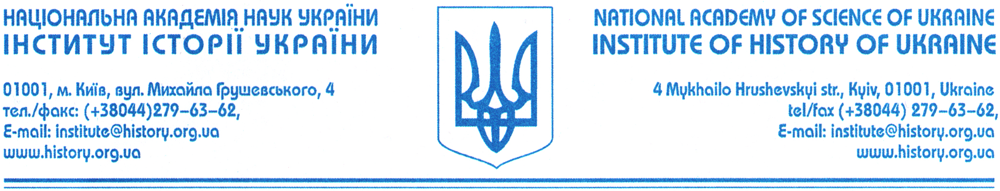 НАЦІОНАЛЬНА АКАДЕМІЯ НАУК УКРАЇНИ
ІНСТИТУТ ІСТОРІЇ УКРАЇНИ
01001, м. Київ, вул. Михайла Грушевського, 4
тел./факс: (+38044)279–63–62,
E-mail: institute@history.org.ua
www.history.org.ua
NATIONAL ACADEMY OF SCIENCE OF UKRAINE
INSTITUTE OF HISTORY OF UKRAINE
4 Mykhailo Hrushevskyi str., Kyiv, 01001, Ukraine
tel/fax (+38044) 279–63–62,
E-mail: institute@history.org.ua
www.history.org.ua